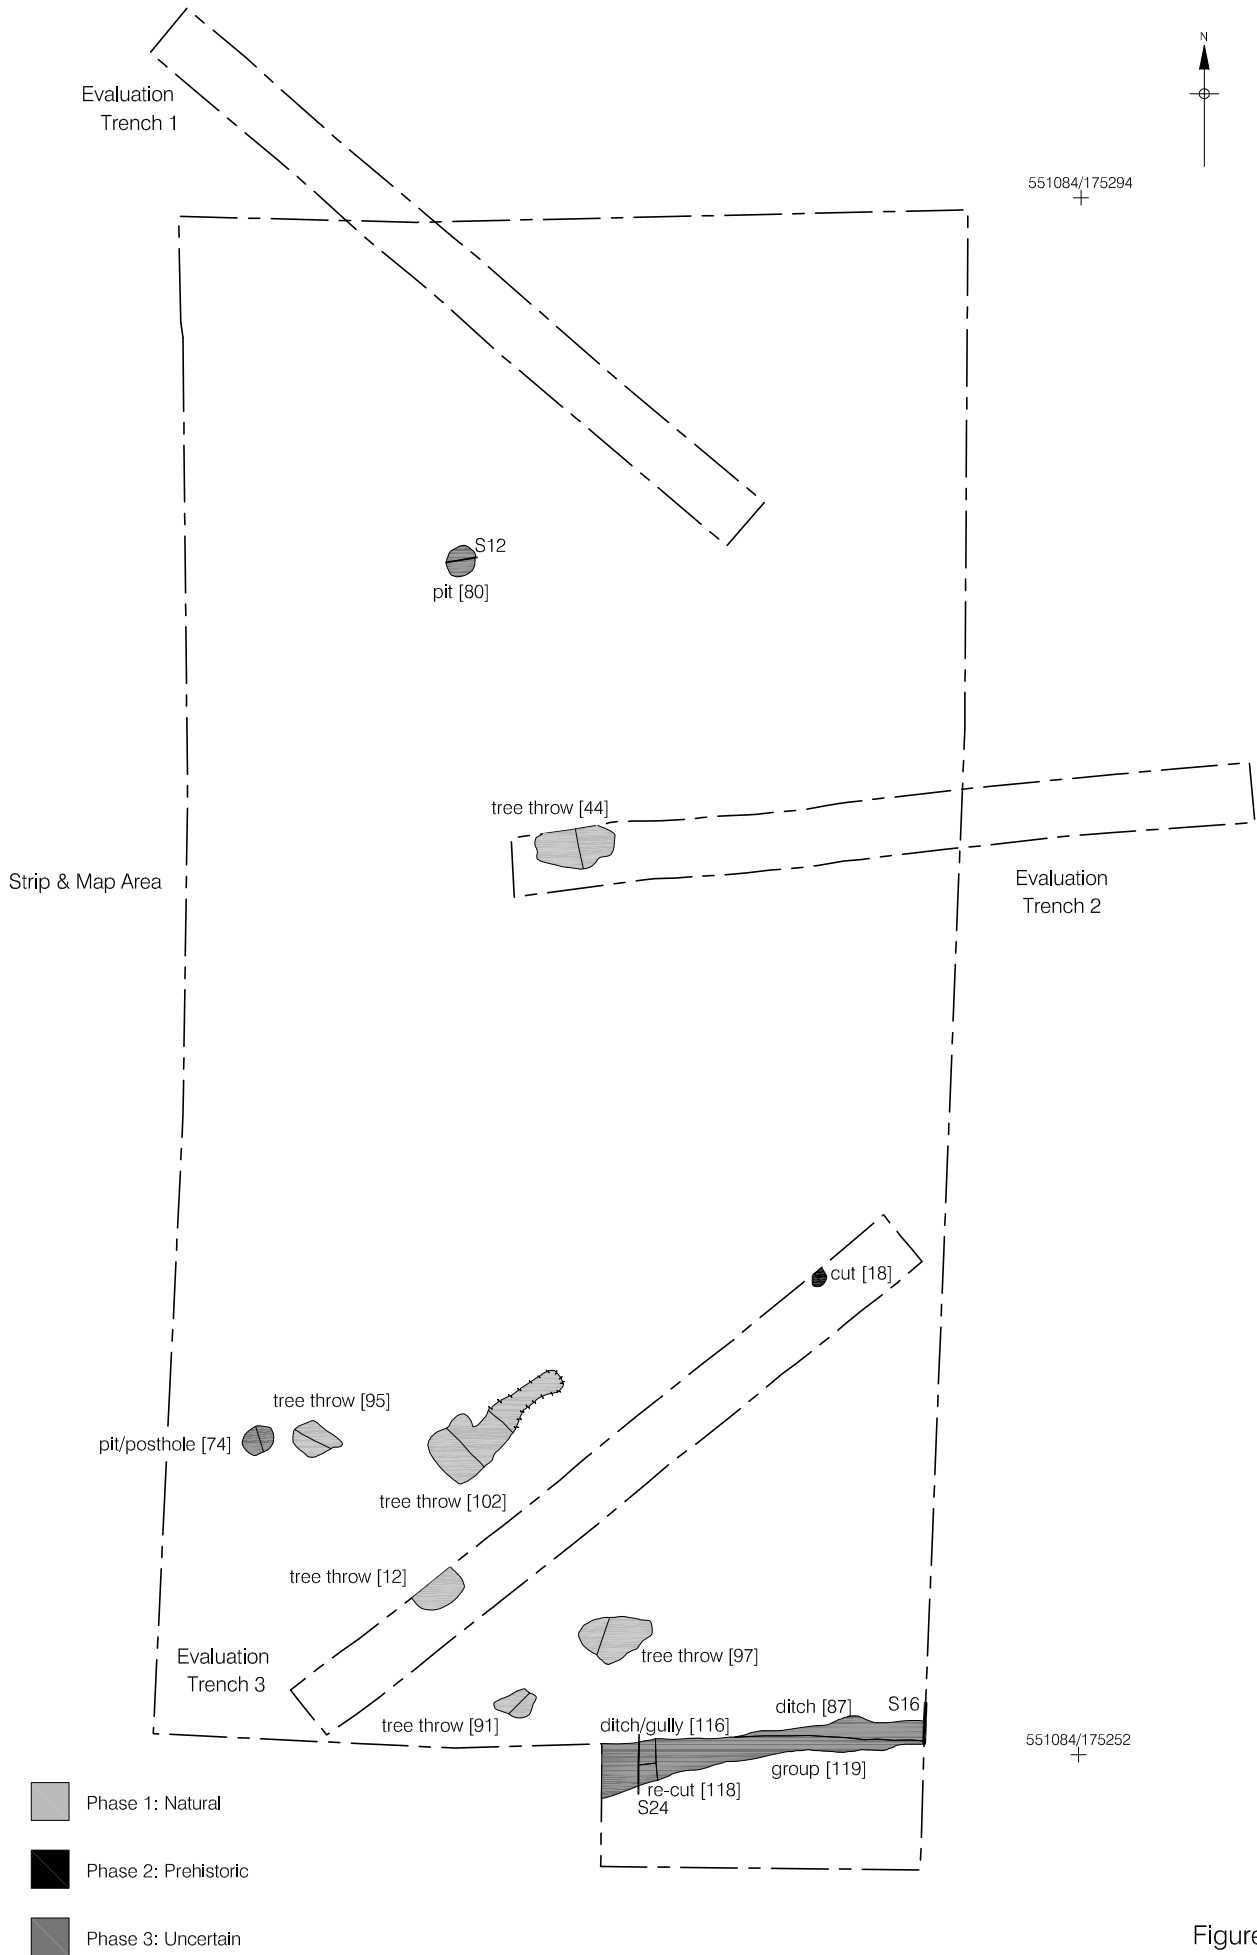 N
Evaluation
Trench 1
551084/175294
S12
pit [80]
tree throw [44]
Strip & Map Area
Evaluation
Trench 2
cut [18]
tree throw [95]
pit/posthole [74]
tree throw [102]
tree throw [12]
Evaluation
Trench 3
tree throw [97]
tree throw [91]
ditch/gully [116]
ditch [87]
S16
551084/175252
group [119]
re-cut [118]
S24
Phase 1: Natural
Phase 2: Prehistoric
Phase 3: Uncertain
Figure